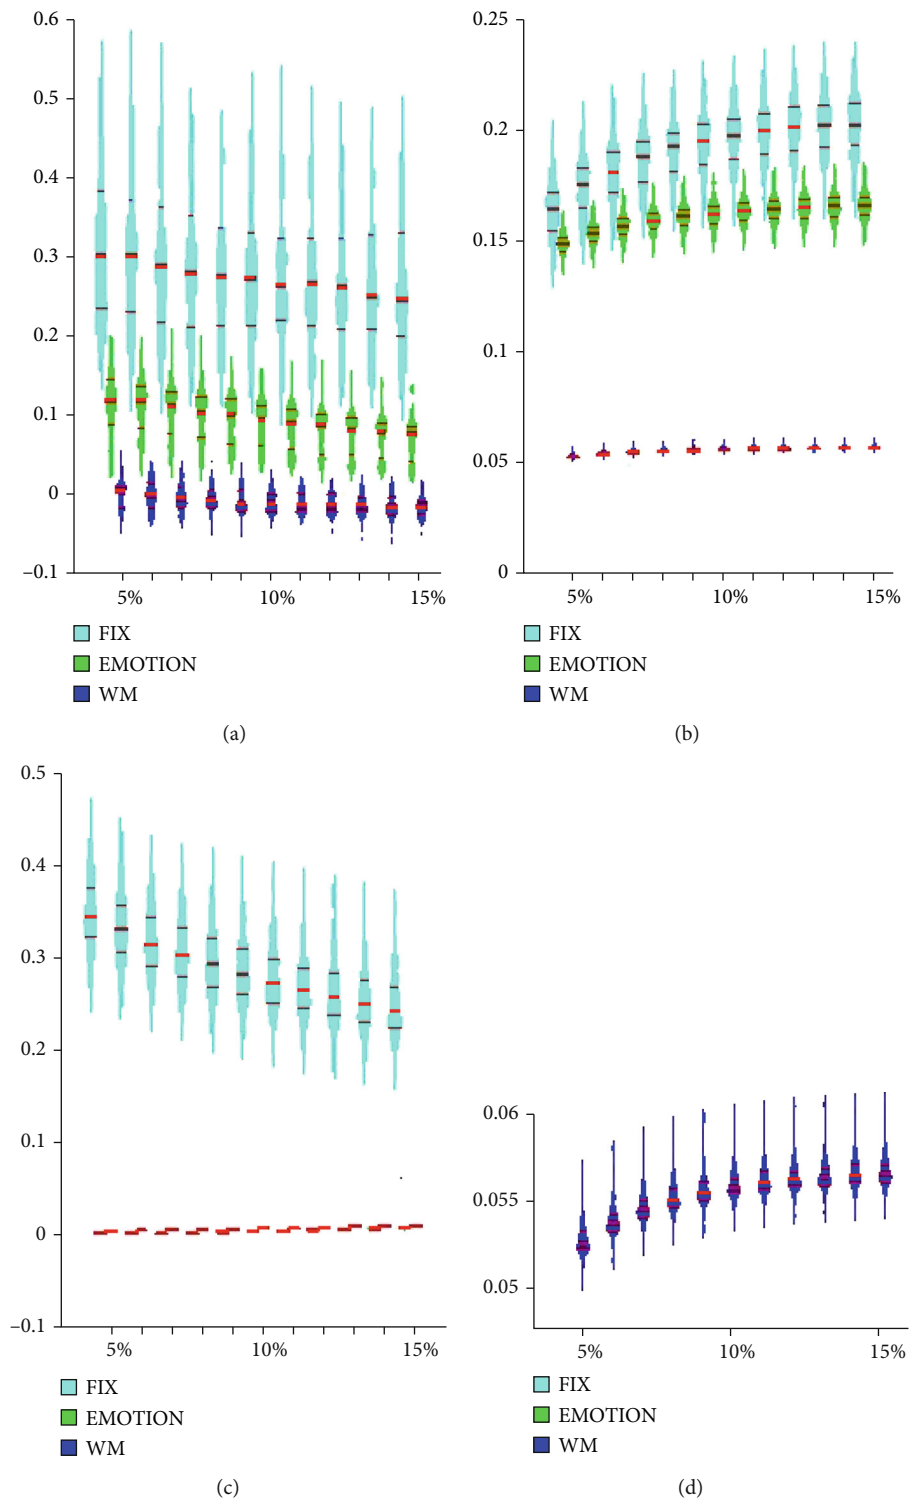 0.6
0.5
0.4
0.3
0.2
0.1
0
–0.1
5%
10%
15%
FIX
EMOTION
WM
(a)
0.25
0.2
0.15
0.1
0.05
0
5%
10%
15%
FIX
EMOTION
WM
(b)
0.5
0.4
0.3
0.2
0.1
0
–0.1
5%
10%
15%
FIX
EMOTION
WM
(c)
0.06
0.055
0.05
5%
10%
15%
FIX
EMOTION
WM
(d)